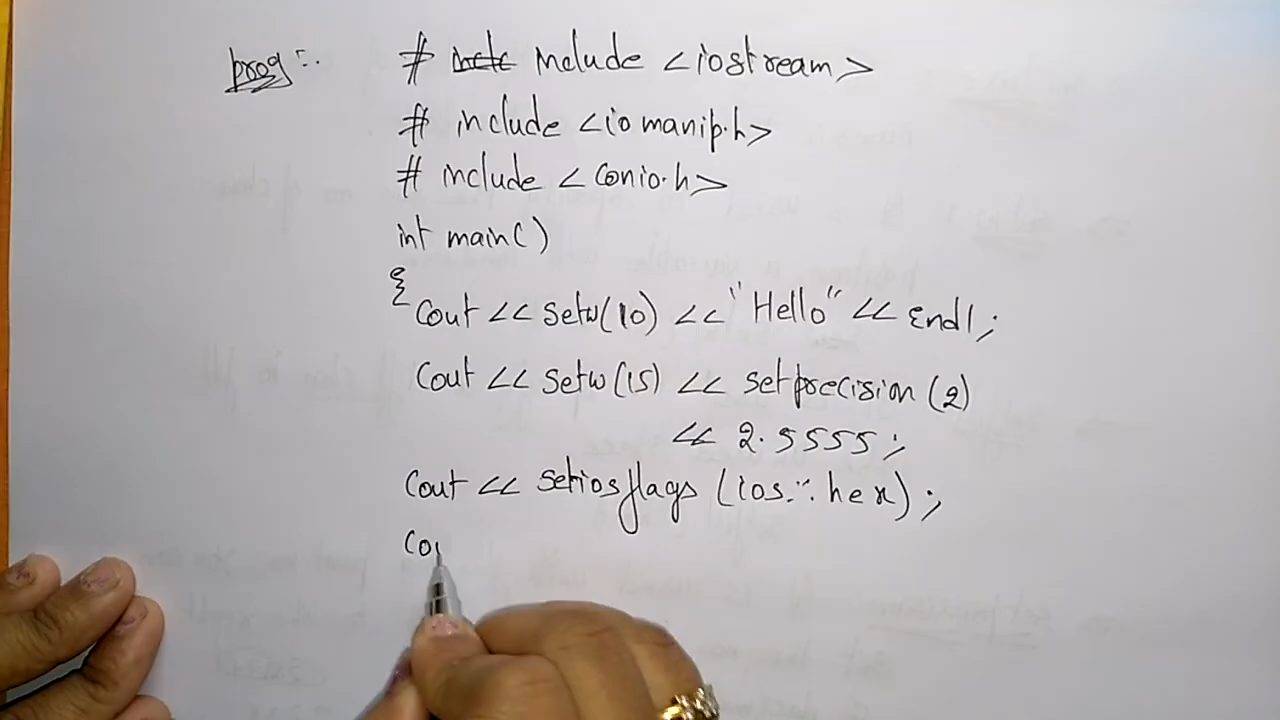 prog :-
# include <iostream>
# include <iomanip.h>
# include <conio.h>
int main()
{
cout << setw(10) << "Hello" << endl;
cout << setw(15) << setprecision (2)
<< 2.5555;
cout << setiosflags (ios::hex);
cou